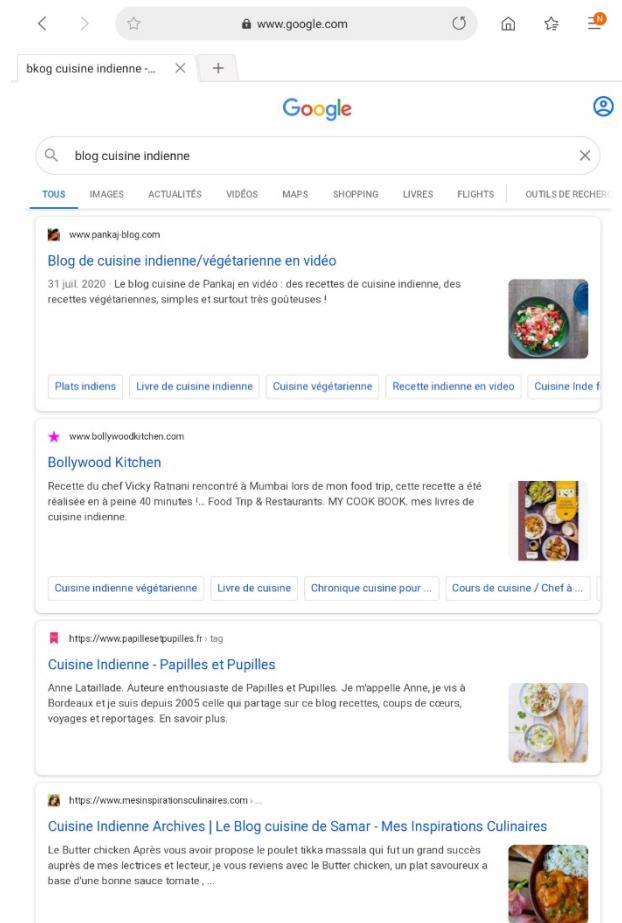 www.google.com
N
bkog cuisine indienne -...
Google
blog cuisine indienne
TOUS IMAGES ACTUALITÉS VIDÉOS MAPS SHOPPING LIVRES FLIGHTS OUTILS DE RECHERC
www.pankaj-blog.com
Blog de cuisine indienne/végétarienne en vidéo
31 juil. 2020 · Le blog cuisine de Pankaj en vidéo : des recettes de cuisine indienne, des
recettes végétariennes, simples et surtout très goûteuses !
Plats indiens Livre de cuisine indienne Cuisine végétarienne Recette indienne en video Cuisine Inde f
www.bollywoodkitchen.com
Bollywood Kitchen
Recette du chef Vicky Ratnani rencontré à Mumbai lors de mon food trip, cette recette a été
réalisée en à peine 40 minutes !... Food Trip & Restaurants. MY COOK BOOK. mes livres de
cuisine indienne.
Cuisine indienne végétarienne Livre de cuisine Chronique cuisine pour ... Cours de cuisine / Chef à ...
https://www.papillesetpupilles.fr › tag
Cuisine Indienne - Papilles et Pupilles
Anne Lataillade. Auteure enthousiaste de Papilles et Pupilles. Je m'appelle Anne, je vis à
Bordeaux et je suis depuis 2005 celle qui partage sur ce blog recettes, coups de cœurs,
voyages et reportages. En savoir plus.
https://www.mesinspirationsculinaires.com › ...
Cuisine Indienne Archives | Le Blog cuisine de Samar - Mes Inspirations Culinaires
Le Butter chicken Après vous avoir propose le poulet tikka massala qui fut un grand succès
auprès de mes lectrices et lecteur, je vous reviens avec le Butter chicken, un plat savoureux a
base d'une bonne sauce tomate , ...